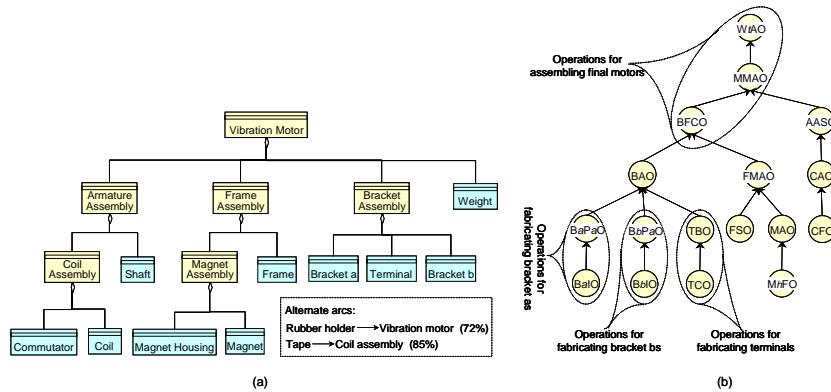 Vibration Motor
Armature
Assembly
Frame
Assembly
Bracket
Assembly
Weight
Coil
Assembly
Shaft
Magnet
Assembly
Frame
Bracket a
Terminal
Bracket b
Commutator
Coil
Magnet Housing
Magnet
Alternate arcs:
Rubber holder → Vibration motor (72%)
Tape → Coil assembly (85%)
(a)
WtAO
Operations for
assembling final motors
MMAO
BFCO
AASO
BAO
FMAO
CAO
Operations for
fabricating bracket as
BaPaO
BbPaO
TBO
FSO
MAO
CFO
BaIO
BbIO
TCO
MhFO
Operations for
fabricating bracket bs
Operations for
fabricating terminals
(b)